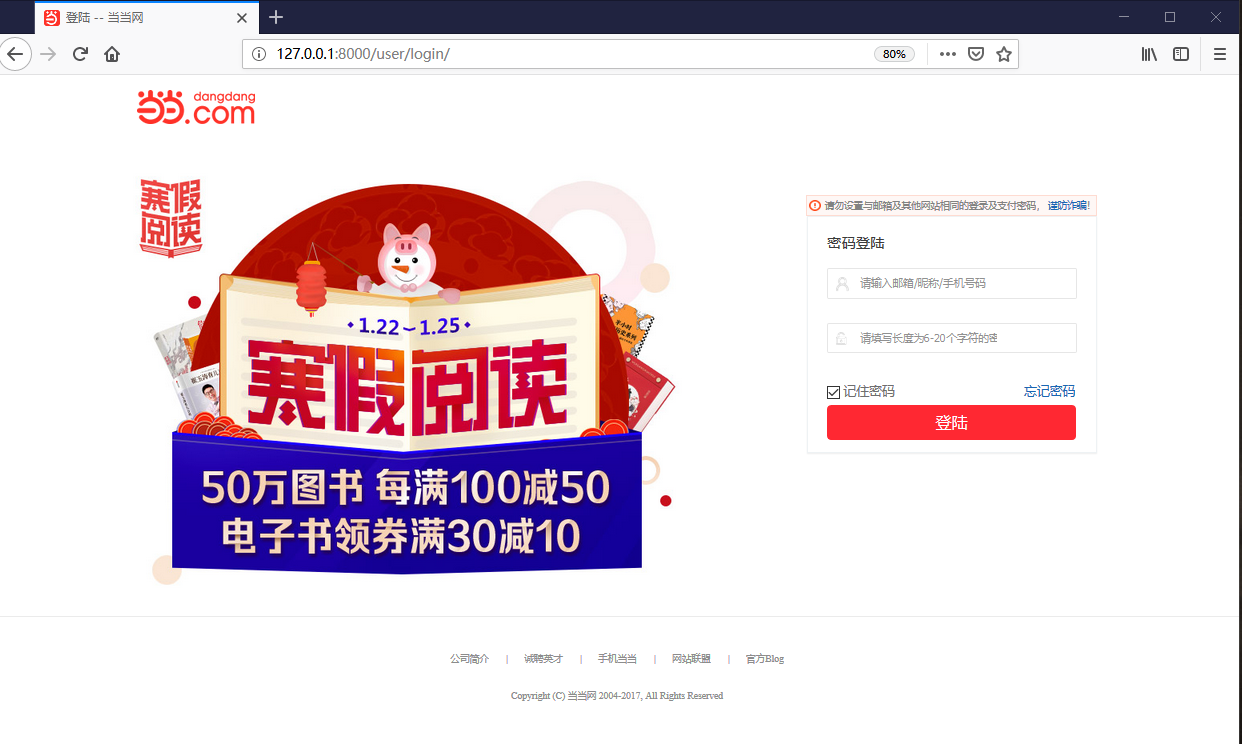 登陆 -- 当当网
127.0.0.1:8000/user/login/
80%
dangdang
当当.com
寒假
阅读
请勿设置与邮箱及其他网站相同的登录及支付密码， 谨防诈骗!
密码登陆
请输入邮箱/昵称/手机号码
请填写长度为6-20个字符的密
记住密码 忘记密码
登陆
1.22~1.25
寒假阅读
50万图书 每满100减50
电子书领券满30减10
公司简介 | 诚聘英才 | 手机当当 | 网站联盟 | 官方Blog
Copyright (C) 当当网 2004-2017, All Rights Reserved